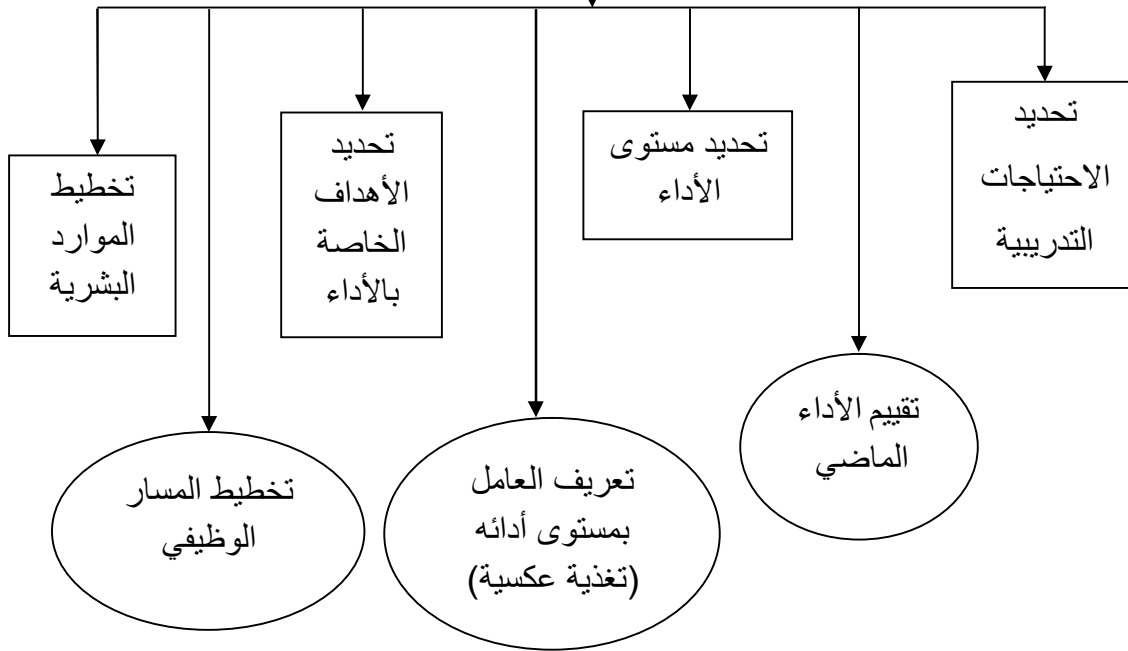 تحديد
الاحتياجات
التدريبية
تحديد مستوى
الأداء
تحديد
الأهداف
الخاصة
بالأداء
تخطيط
الموارد
البشرية
تقييم الأداء
الماضي
تعريف العامل
بمستوى أدائه
(تغذية عكسية)
تخطيط المسار
الوظيفي